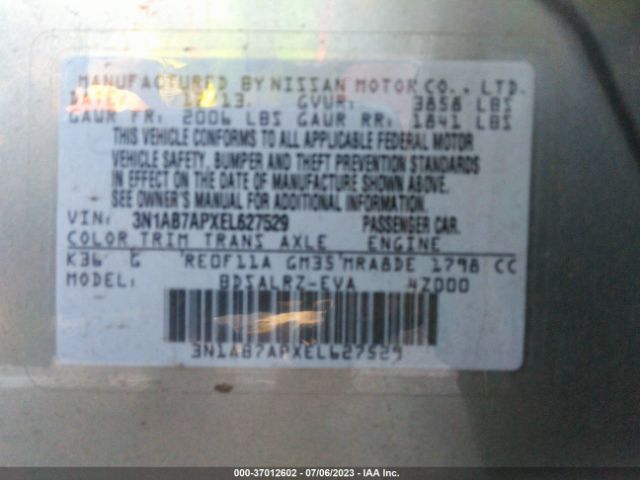 MANUFACTURED BY NISSAN MOTOR CO., LTD.
DATE: 13 GVWR: 3858 LBS
GAWR FR: 2006 LBS GAWR RR: 1841 LBS
THIS VEHICLE CONFORMS TO ALL APPLICABLE FEDERAL MOTOR
VEHICLE SAFETY, BUMPER AND THEFT PREVENTION STANDARDS
IN EFFECT ON THE DATE OF MANUFACTURE SHOWN ABOVE.
SEE OWNER'S MANUAL FOR ADDITIONAL INFORMATION.
VIN: 3N1AB7APXEL627529 PASSENGER CAR.
COLOR TRIM TRANS AXLE ENGINE
K36 G RE0F11A GM35 MRA8DE 1798 CC
MODEL: BDSALRZ-EVA 4Z000
3N1AB7APXEL627529
000-37012602 / 07/06/2023 - IAA Inc.